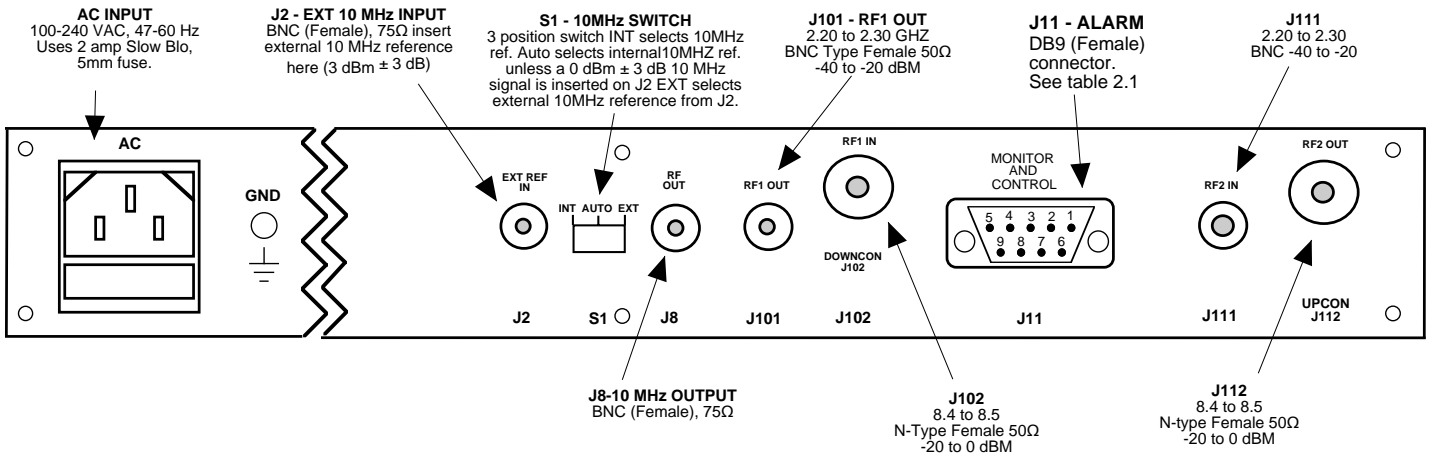 AC INPUT
100-240 VAC, 47-60 Hz
Uses 2 amp Slow Blo,
5mm fuse.
J2 - EXT 10 MHz INPUT
BNC (Female), 75Ω insert
external 10 MHz reference
here (3 dBm ± 3 dB)
S1 - 10MHz SWITCH
3 position switch INT selects 10MHz
ref. Auto selects internal10MHZ ref.
unless a 0 dBm ± 3 dB 10 MHz
signal is inserted on J2 EXT selects
external 10MHz reference from J2.
J101 - RF1 OUT
2.20 to 2.30 GHZ
BNC Type Female 50Ω
-40 to -20 dBM
J11 - ALARM
DB9 (Female)
connector.
See table 2.1
J111
2.20 to 2.30
BNC -40 to -20
AC
GND
EXT REF
IN
INT AUTO EXT
RF
OUT
RF1 OUT
RF1 IN
DOWNCON
J102
MONITOR
AND
CONTROL
5 4 3 2 1
9 8 7 6
RF2 IN
RF2 OUT
UPCON
J112
J2
S1
J8
J101
J102
J11
J111
J8-10 MHz OUTPUT
BNC (Female), 75Ω
J102
8.4 to 8.5
N-Type Female 50Ω
-20 to 0 dBM
J112
8.4 to 8.5
N-type Female 50Ω
-20 to 0 dBM